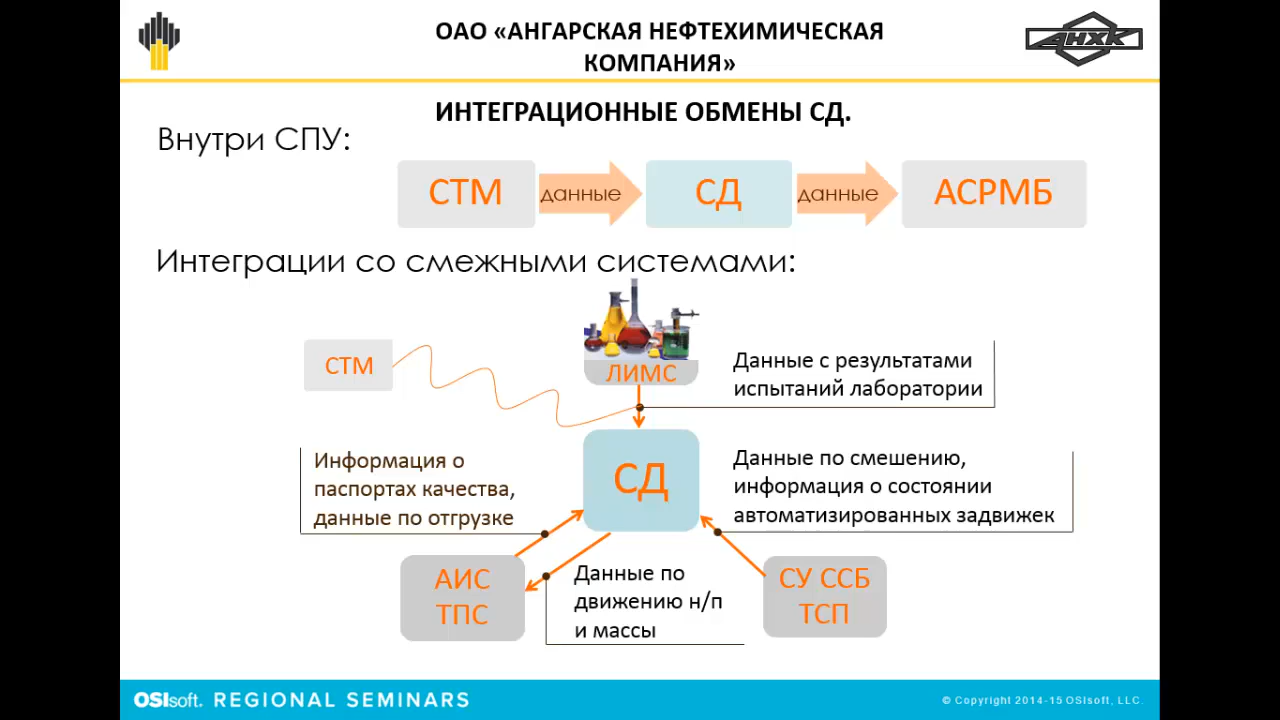 ОАО «АНГАРСКАЯ НЕФТЕХИМИЧЕСКАЯ
КОМПАНИЯ»
АНХК
ИНТЕГРАЦИОННЫЕ ОБМЕНЫ СД.
Внутри СПУ:
СТМ
данные
СД
данные
АСРМБ
Интеграции со смежными системами:
СТМ
ЛИМС
Данные с результатами
испытаний лаборатории
Информация о
паспортах качества,
данные по отгрузке
СД
Данные по смешению,
информация о состоянии
автоматизированных задвижек
АИС
ТПС
Данные по
движению н/п
и массы
СУ ССБ
ТСП
OSIsoft. REGIONAL SEMINARS
© Copyright 2014-15 OSIsoft, LLC.